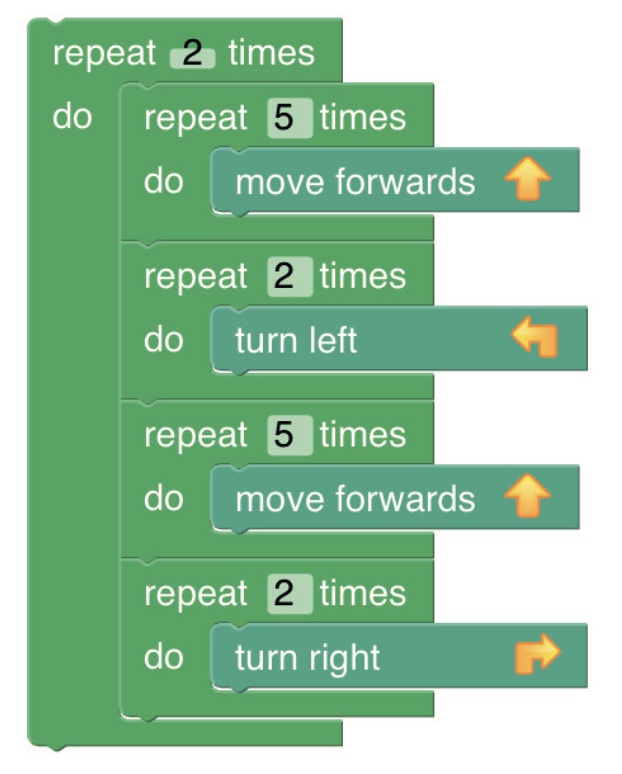 repeat 2 times
do repeat 5 times
do move forwards
repeat 2 times
do turn left
repeat 5 times
do move forwards
repeat 2 times
do turn right